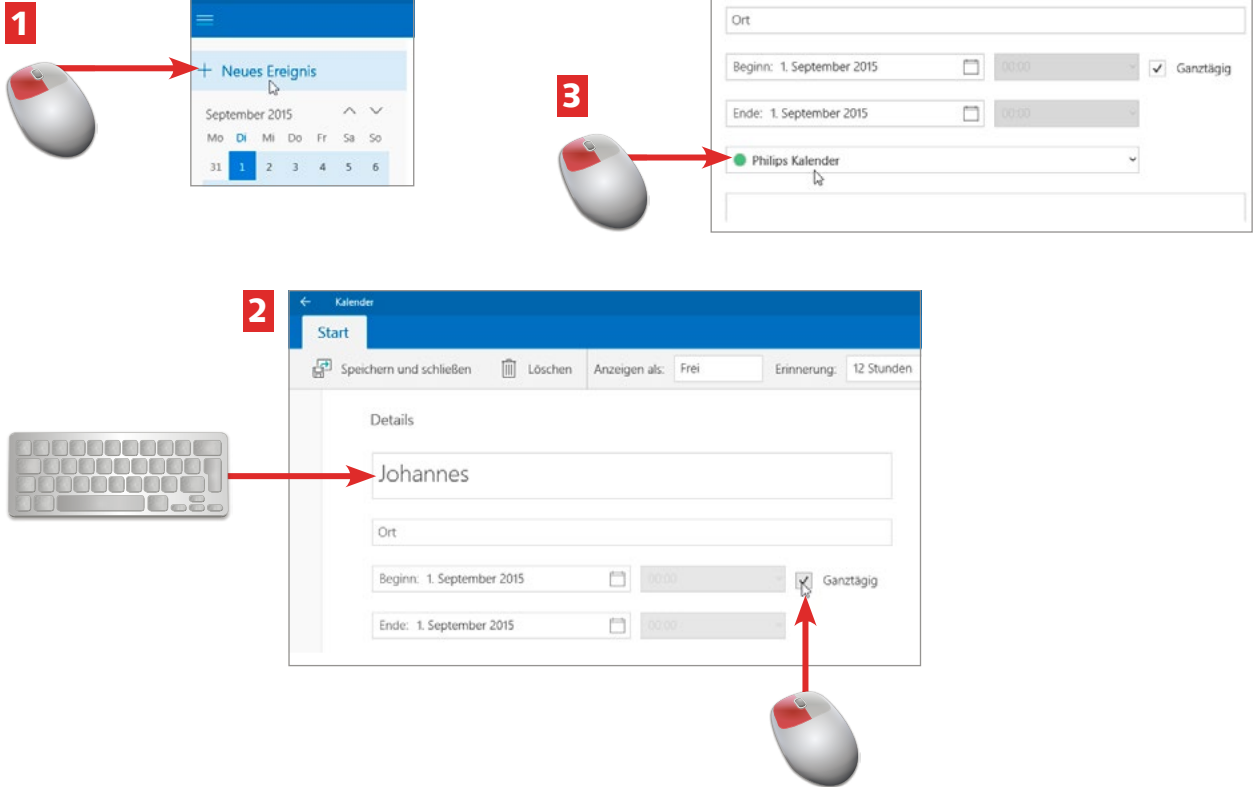 1
Neues Ereignis
September 2015
Mo Di Mi Do Fr Sa So
31 1 2 3 4 5 6
3
Ort
Beginn: 1. September 2015 00:00 Ganztägig
Ende: 1. September 2015 00:00
Philips Kalender
2
Kalender
Start
Speichern und schließen Löschen Anzeigen als: Frei Erinnerung: 12 Stunden
Details
Johannes
Ort
Beginn: 1. September 2015 00:00 Ganztägig
Ende: 1. September 2015 00:00